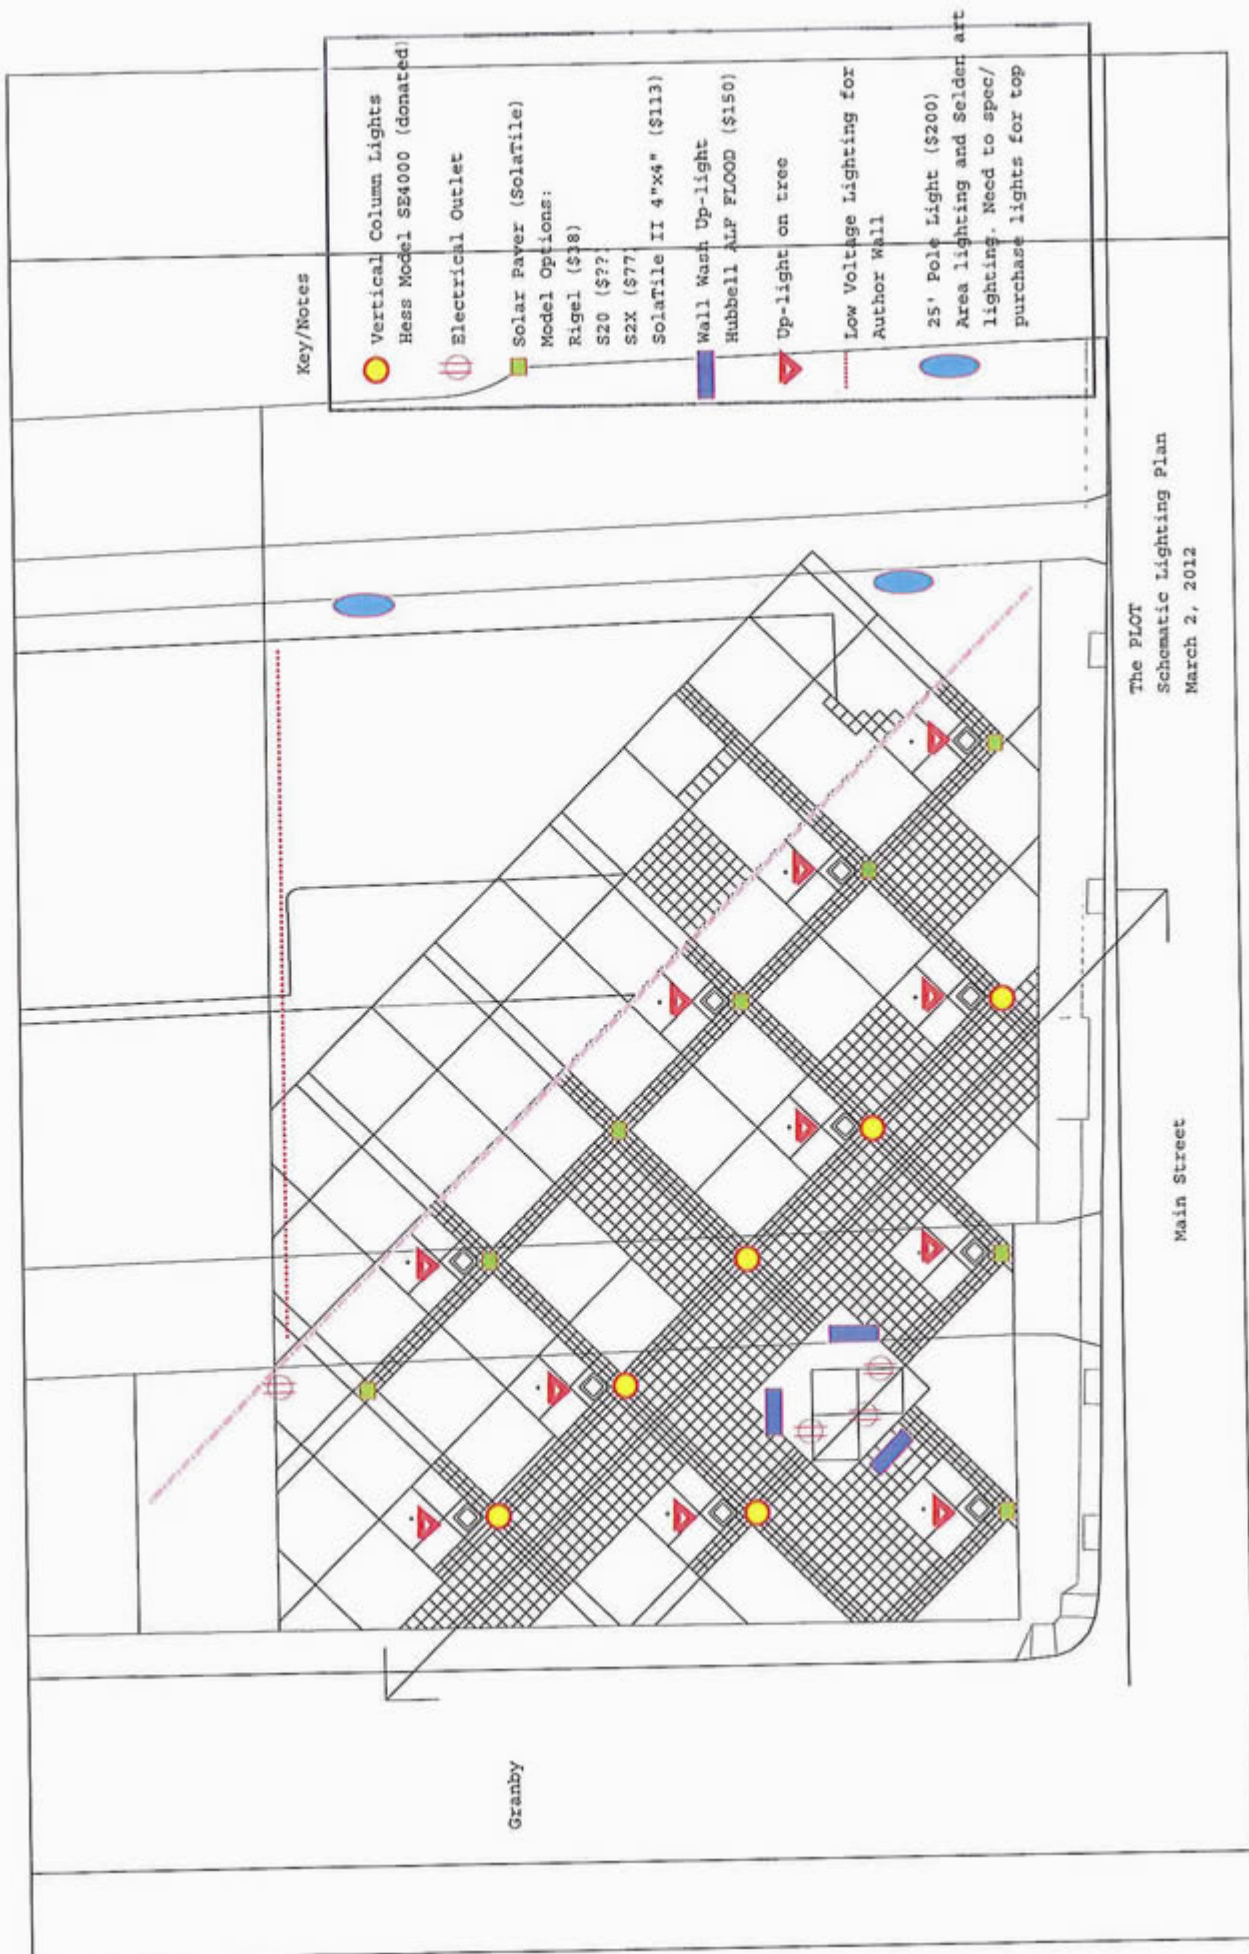 Key/Notes
Vertical Column Lights
Hess Model SE4000 (donated)
Electrical Outlet
Solar Paver (SolaTile)
Model Options:
Rigel ($38)
S20 ($???
S2X ($77?
SolaTile II 4"x4" ($113)
Wall Wash Up-light
Hubbell ALF FLOOD ($150)
Up-light on tree
Low Voltage Lighting for
Author Wall
25' Pole Light ($200)
Area lighting and Selden art
lighting. Need to spec/
purchase lights for top
The PLOT
Schematic Lighting Plan
March 2, 2012
Main Street
Granby